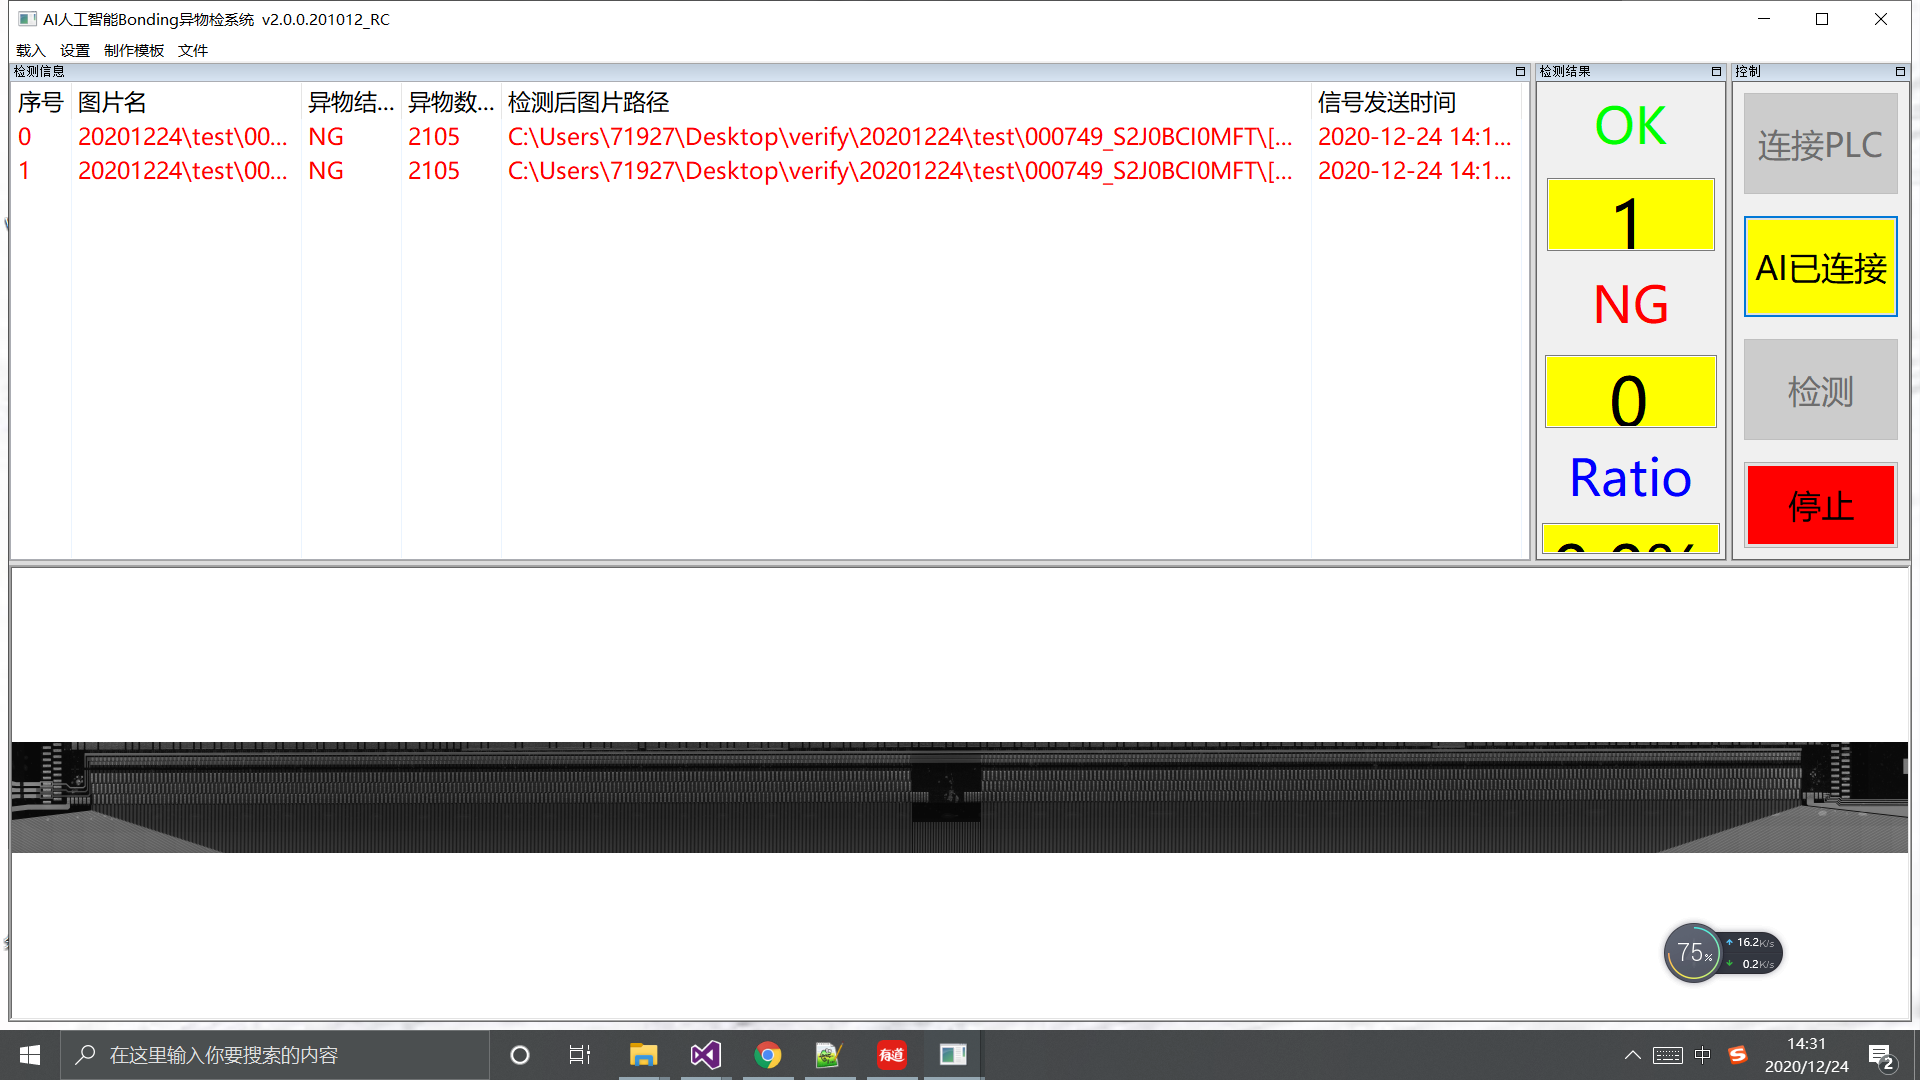 AI人工智能Bonding异物检系统 v2.0.0.201012_RC
载入 设置 制作模板 文件
检测信息
序号 图片名 异物结... 异物数... 检测后图片路径 信号发送时间
0 20201224\test\00... NG 2105 C:\Users\71927\Desktop\verify\20201224\test\000749_S2J0BCI0MFT\[... 2020-12-24 14:1...
1 20201224\test\00... NG 2105 C:\Users\71927\Desktop\verify\20201224\test\000749_S2J0BCI0MFT\[... 2020-12-24 14:1...
检测结果
OK
1
NG
0
Ratio
控制
连接PLC
AI已连接
检测
停止
75%
16.2K/s
0.2K/s
在这里输入你要搜索的内容
有道
中
14:31
2020/12/24
2